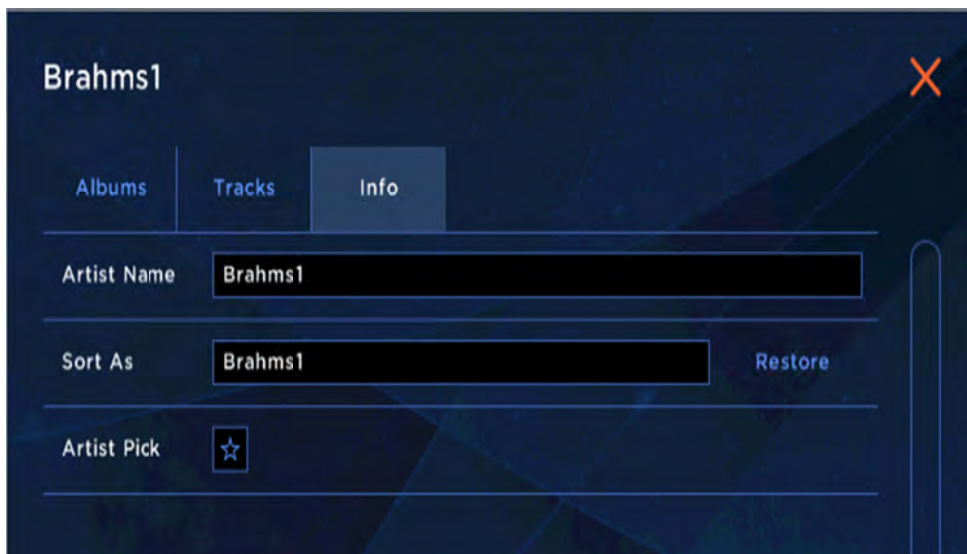 Brahms1
Albums Tracks Info
Artist Name Brahms1
Sort As Brahms1 Restore
Artist Pick